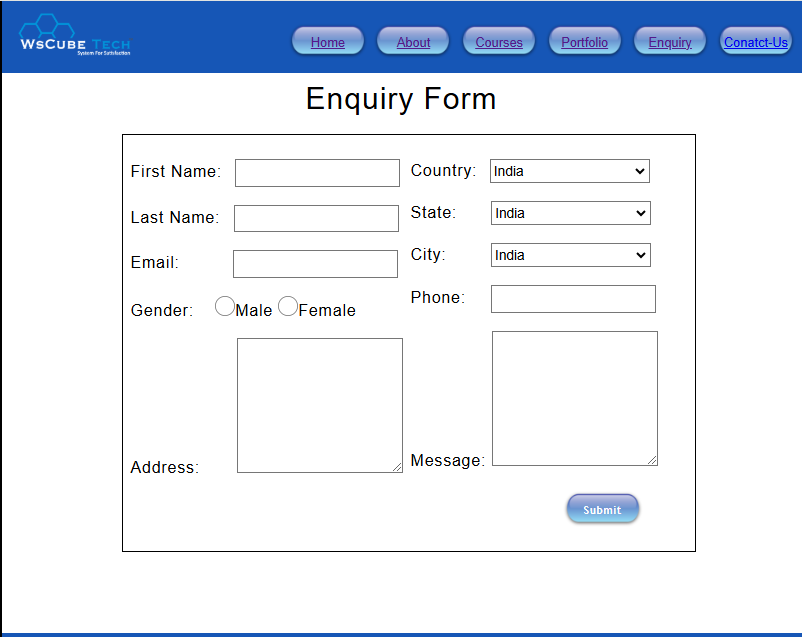 WsCube Tech
System For Satisfaction
Home About Courses Portfolio Enquiry Conatct-Us
Enquiry Form
First Name:
Last Name:
Email:
Gender: Male Female
Address:
Country: India
State: India
City: India
Phone:
Message:
Submit